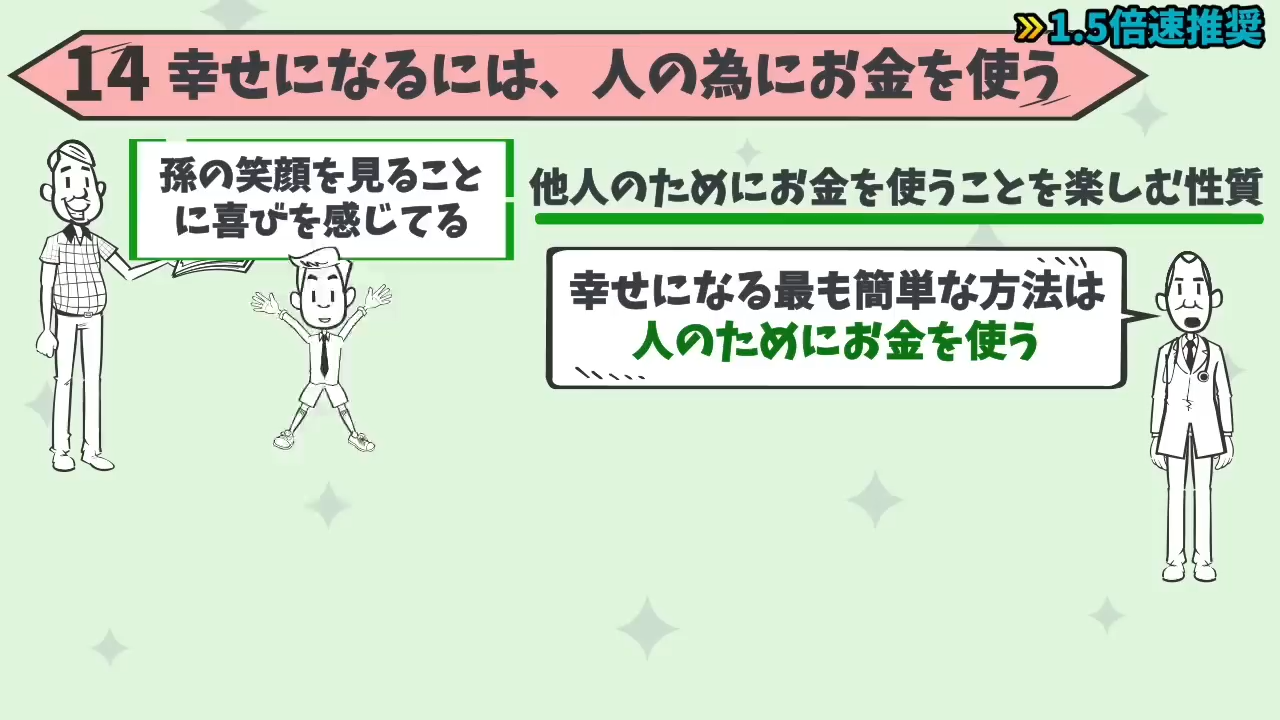 1.5倍速推奨
14 幸せになるには、人の為にお金を使う
孫の笑顔を見ること
に喜びを感じてる
他人のためにお金を使うことを楽しむ性質
幸せになる最も簡単な方法は
人のためにお金を使う